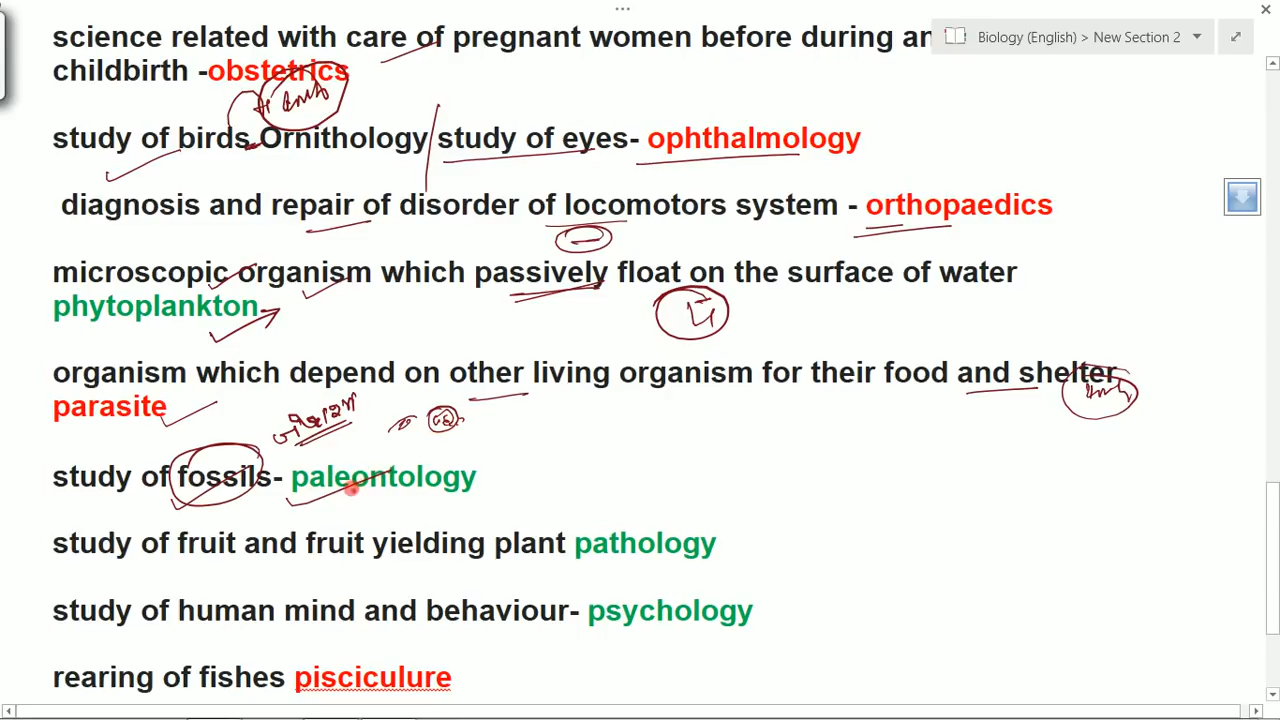 science related with care of pregnant women before during an
Biology (English) > New Section 2
childbirth -obstetrics
study of birds.Ornithology study of eyes- ophthalmology
diagnosis and repair of disorder of locomotors system - orthopaedics
microscopic organism which passively float on the surface of water
phytoplankton
organism which depend on other living organism for their food and shelter
parasite
study of fossils- paleontology
study of fruit and fruit yielding plant pathology
study of human mind and behaviour- psychology
rearing of fishes pisciculure